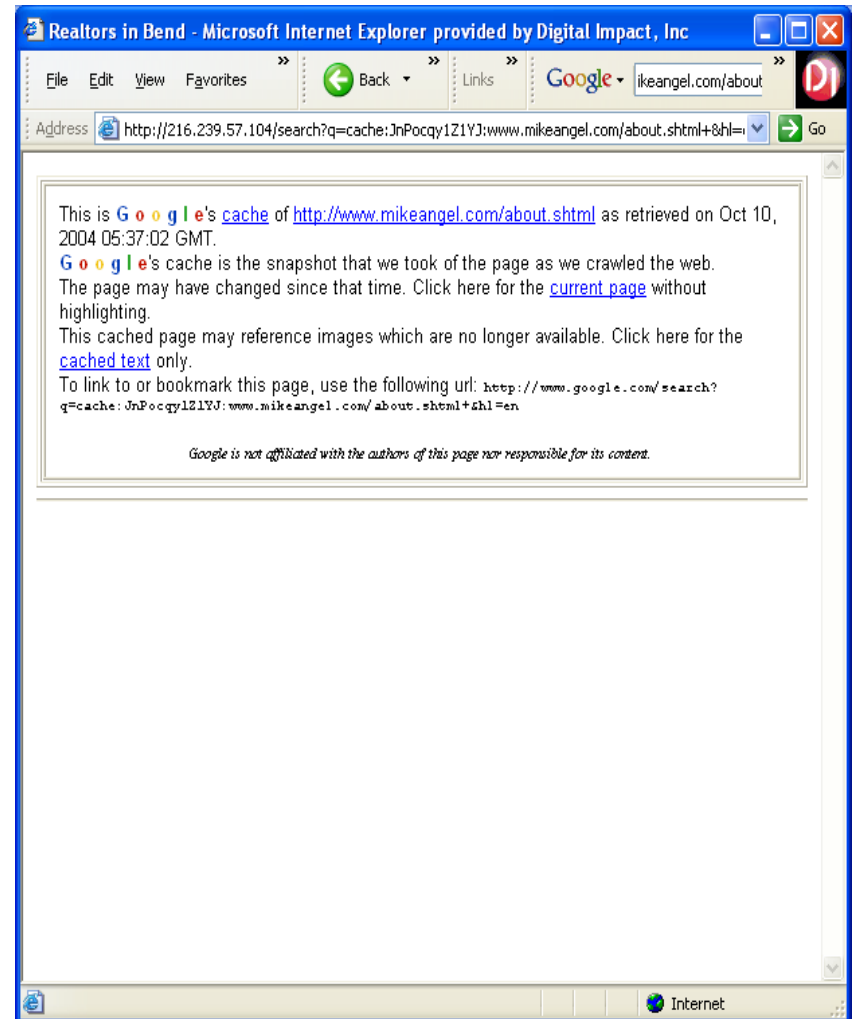 Realtors in Bend - Microsoft Internet Explorer provided by Digital Impact, Inc
File Edit View Favorites » Back » Links » Google ikeangel.com/about » DI
Address http://216.239.57.104/search?q=cache:JnPocqy1Z1YJ:www.mikeangel.com/about.shtml+&hl= Go
This is Google's cache of http://www.mikeangel.com/about.shtml as retrieved on Oct 10,
2004 05:37:02 GMT.
Google's cache is the snapshot that we took of the page as we crawled the web.
The page may have changed since that time. Click here for the current page without
highlighting.
This cached page may reference images which are no longer available. Click here for the
cached text only.
To link to or bookmark this page, use the following url: http://www.google.com/search?
q=cache:JnPocqy1Z1YJ:www.mikeangel.com/about.shtml+&hl=en
Google is not affiliated with the authors of this page nor responsible for its content.
Internet